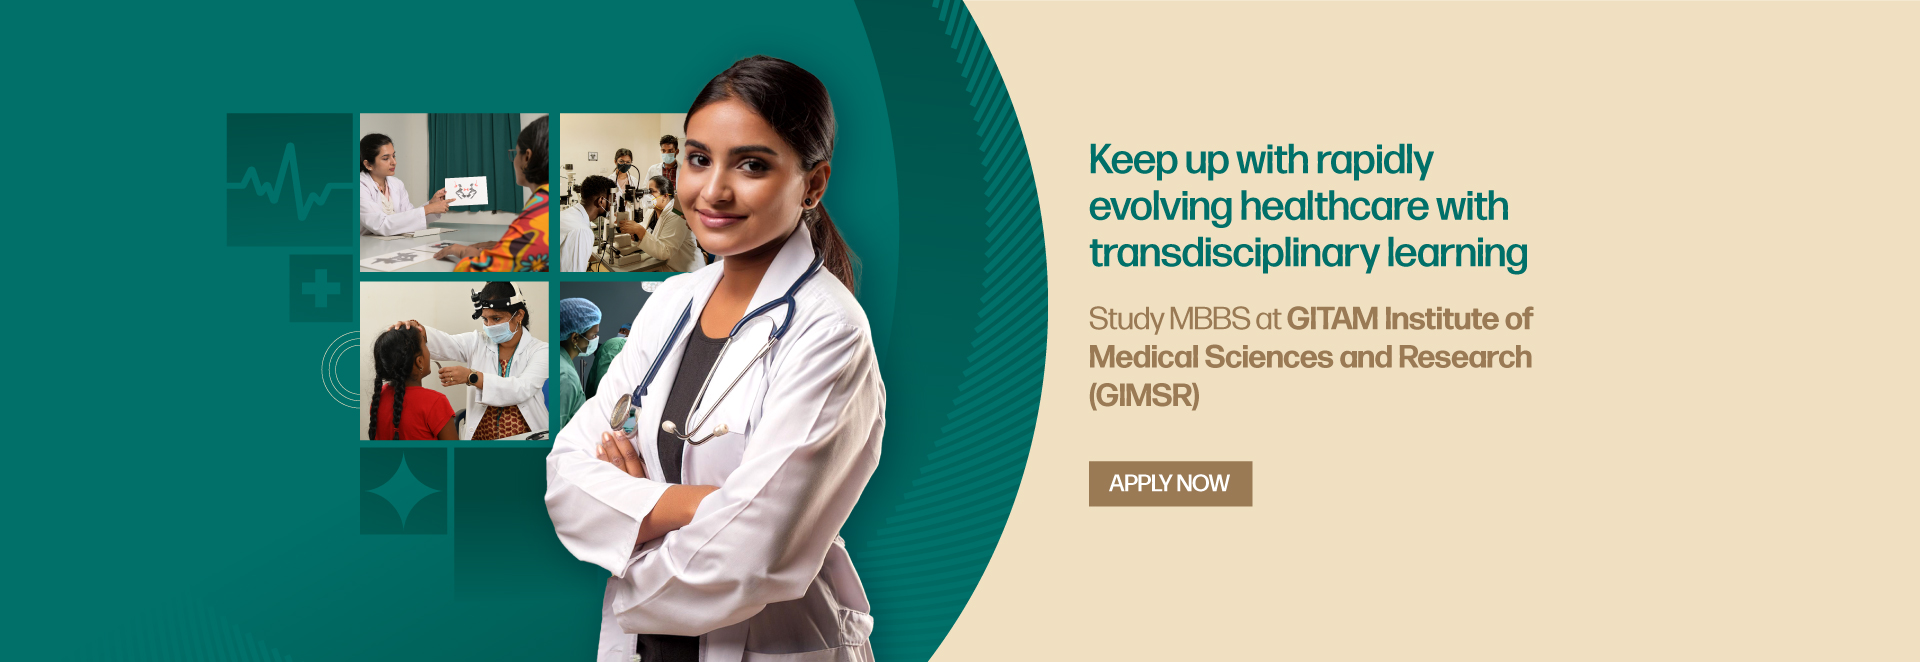 Keep up with rapidly
evolving healthcare with
transdisciplinary learning
Study MBBS at GITAM Institute of
Medical Sciences and Research
(GIMSR)
APPLY NOW